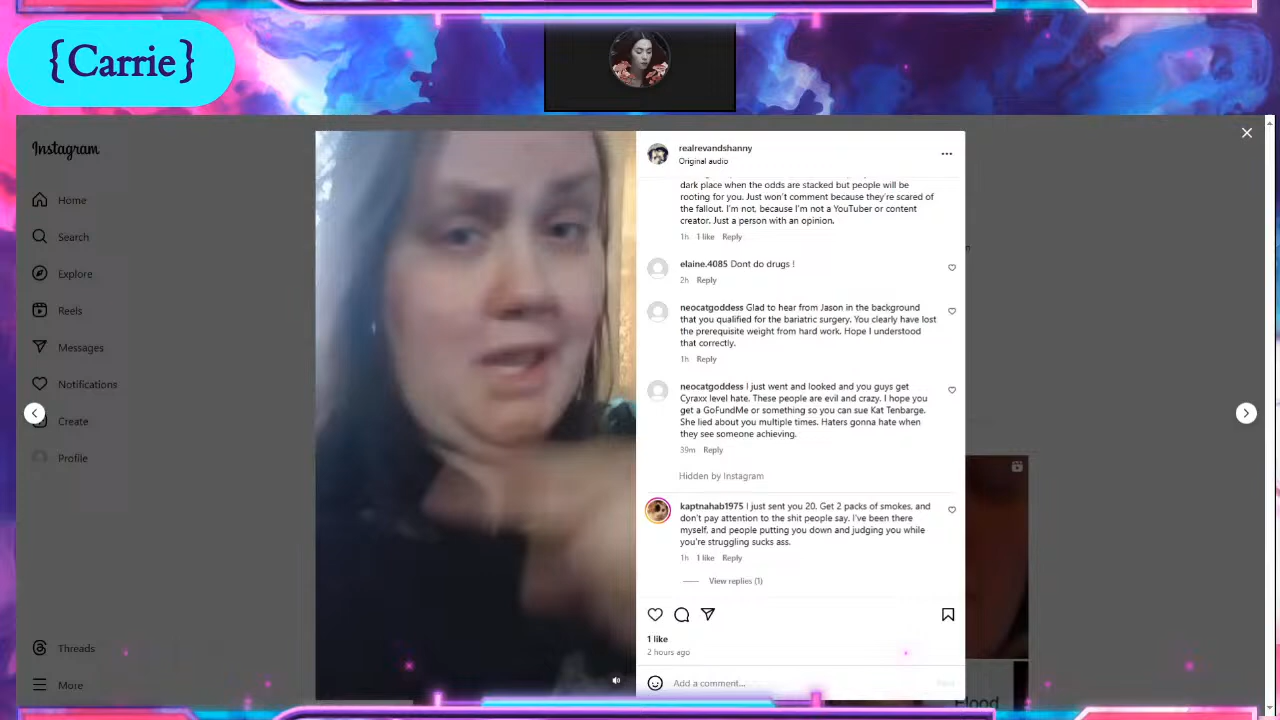 {Carrie}
Instagram
Home
Search
Explore
Reels
Messages
Notifications
Create
Profile
Threads
More
realrevandshanny
Original audio
dark place when the odds are stacked but people will be
rooting for you. Just won't comment because they're scared of
the fallout. I'm not, because I'm not a YouTuber or content
creator. Just a person with an opinion.
1h 1 like Reply
elaine.4085 Dont do drugs !
2h Reply
neocatgoddess Glad to hear from Jason in the background
that you qualified for the bariatric surgery. You clearly have lost
the prerequisite weight from hard work. Hope I understood
that correctly.
1h Reply
neocatgoddess I just went and looked and you guys get
Cyraxx level hate. These people are evil and crazy. I hope you
get a GoFundMe or something so you can sue Kat Tenbarge.
She lied about you multiple times. Haters gonna hate when
they see someone achieving.
39m Reply
Hidden by Instagram
kaptnahab1975 I just sent you 20. Get 2 packs of smokes, and
don't pay attention to the shit people say. I've been there
myself, and people putting you down and judging you while
you're struggling sucks ass.
1h 1 like Reply
View replies (1)
1 like
2 hours ago
Add a comment...